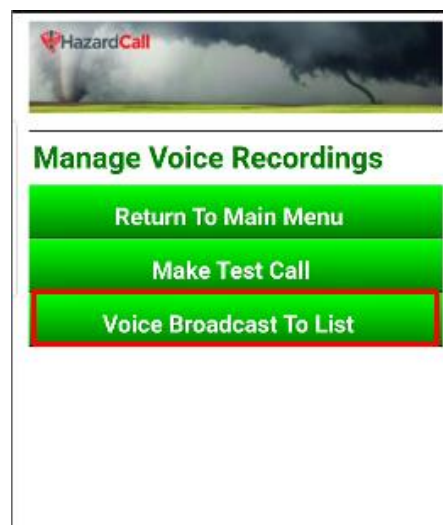 HazardCall
Manage Voice Recordings
Return To Main Menu
Make Test Call
Voice Broadcast To List